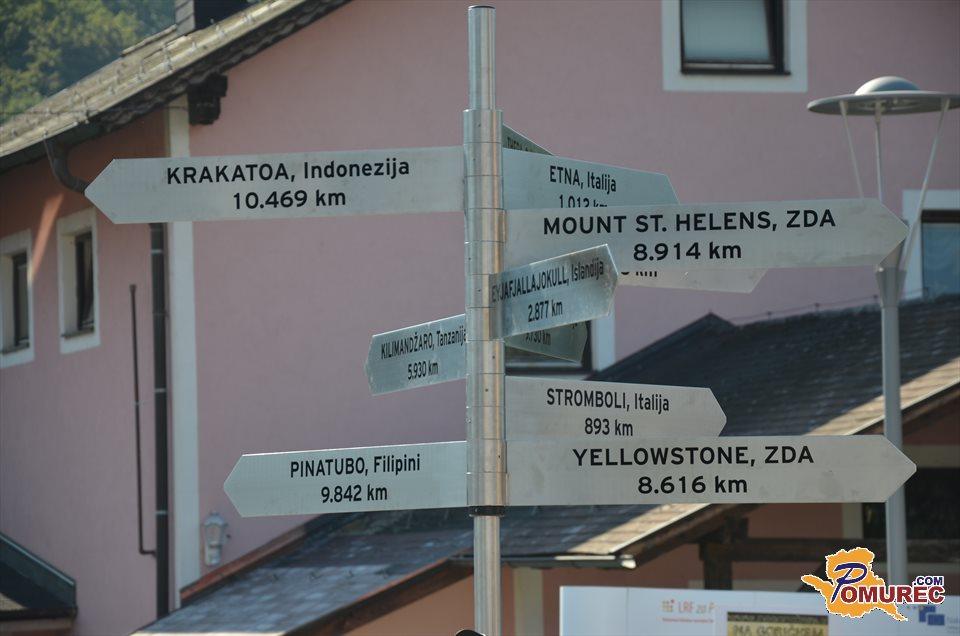 KRAKATOA, Indonezija
10.469 km
ETNA, Italija
1.012 km
MOUNT ST. HELENS, ZDA
8.914 km
EYJAFJALLAJOKULL, Islandija
2.877 km
KILIMANDŽARO, Tanzanija
5.930 km
STROMBOLI, Italija
893 km
PINATUBO, Filipini
9.842 km
YELLOWSTONE, ZDA
8.616 km
LRF za P
POMUREC
.COM